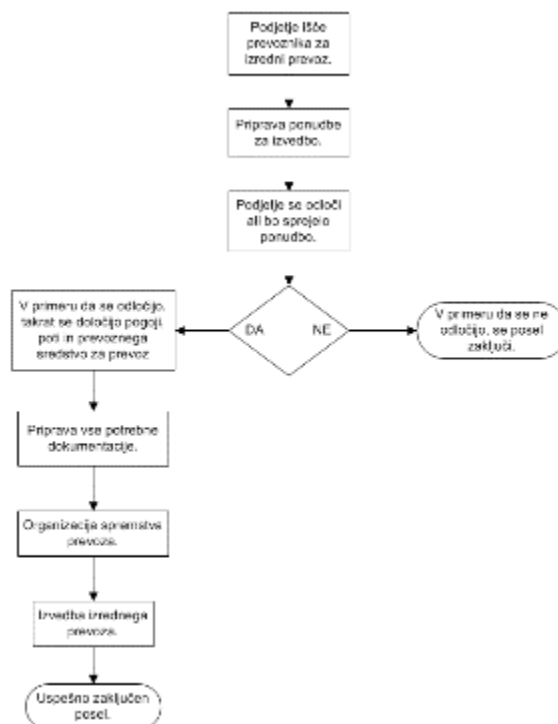 Podjetje išče
prevoznika za
izredni prevoz.
Priprava ponudbe
za izvedbo.
Podjetje se odloči
ali bo sprejelo
ponudbo.
DA
NE
V primeru da se odločijo,
takrat se določijo pogoji,
poti in prevoznega
sredstvo za prevoz
V primeru da se ne
odločijo, se posel
zaključi.
Priprava vse potrebne
dokumentacije.
Organizacija spremstva
prevoza.
Izvedba izrednega
prevoza.
Uspešno zaključen
posel.